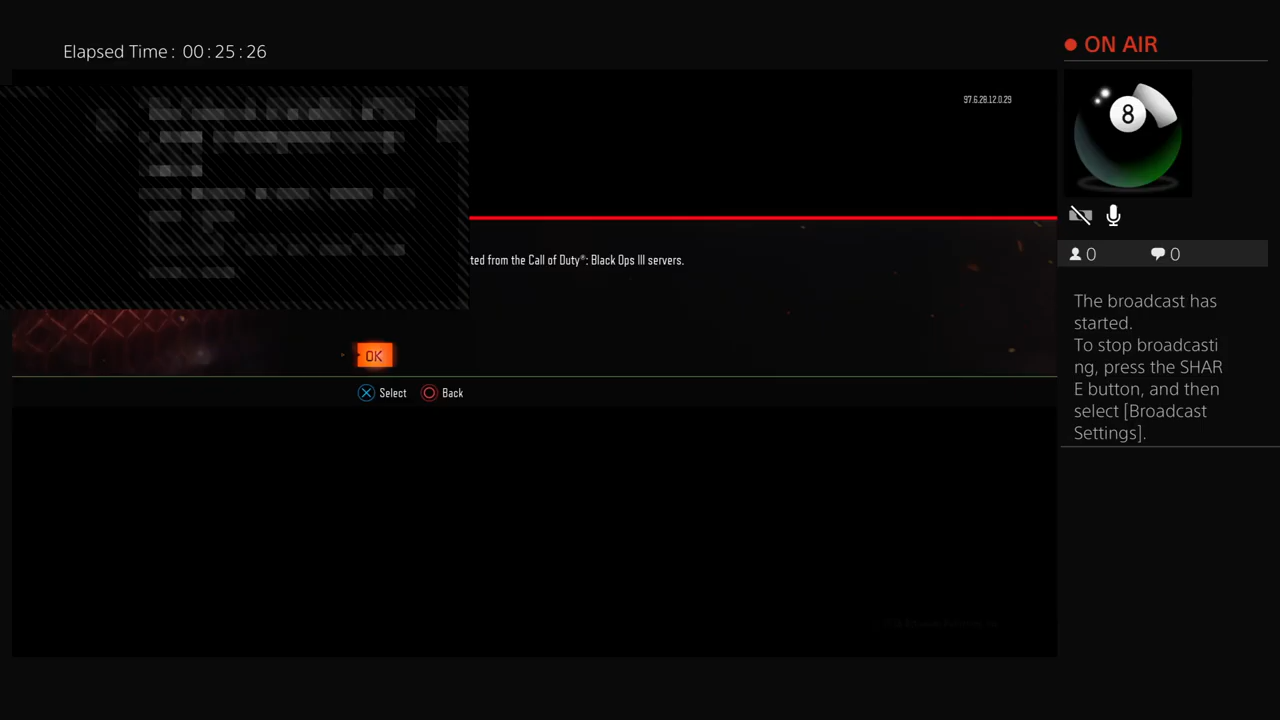 Elapsed Time : 00 : 25 : 26
ON AIR
97.6.28.12.0.29
8
0 0
ted from the Call of Duty®: Black Ops III servers.
The broadcast has
started.
To stop broadcasti
ng, press the SHAR
E button, and then
select [Broadcast
Settings].
OK
Select Back